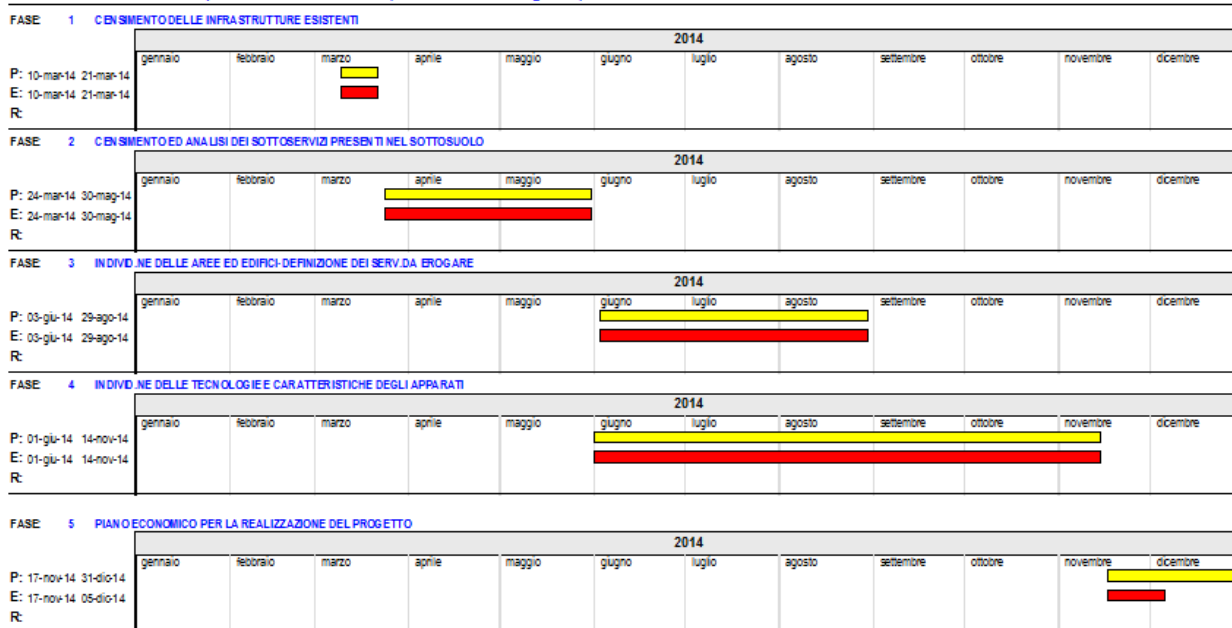 FASE: 1 CENSIMENTO DELLE INFRASTRUTTURE ESISTENTI
2014
gennaio febbraio marzo aprile maggio giugno luglio agosto settembre ottobre novembre dicembre
P: 10-mar-14 21-mar-14
E: 10-mar-14 21-mar-14
R:
FASE: 2 CENSIMENTO ED ANALISI DEI SOTTOSERVIZI PRESENTI NEL SOTTOSUOLO
2014
gennaio febbraio marzo aprile maggio giugno luglio agosto settembre ottobre novembre dicembre
P: 24-mar-14 30-mag-14
E: 24-mar-14 30-mag-14
R:
FASE: 3 INDIVID.NE DELLE AREE ED EDIFICI-DEFINIZIONE DEI SERV.DA EROGARE
2014
gennaio febbraio marzo aprile maggio giugno luglio agosto settembre ottobre novembre dicembre
P: 03-giu-14 29-ago-14
E: 03-giu-14 29-ago-14
R:
FASE: 4 INDIVID.NE DELLE TECNOLOGIE E CARATTERISTICHE DEGLI APPARATI
2014
gennaio febbraio marzo aprile maggio giugno luglio agosto settembre ottobre novembre dicembre
P: 01-giu-14 14-nov-14
E: 01-giu-14 14-nov-14
R:
FASE: 5 PIANO ECONOMICO PER LA REALIZZAZIONE DEL PROGETTO
2014
gennaio febbraio marzo aprile maggio giugno luglio agosto settembre ottobre novembre dicembre
P: 17-nov-14 31-dic-14
E: 17-nov-14 05-dic-14
R: